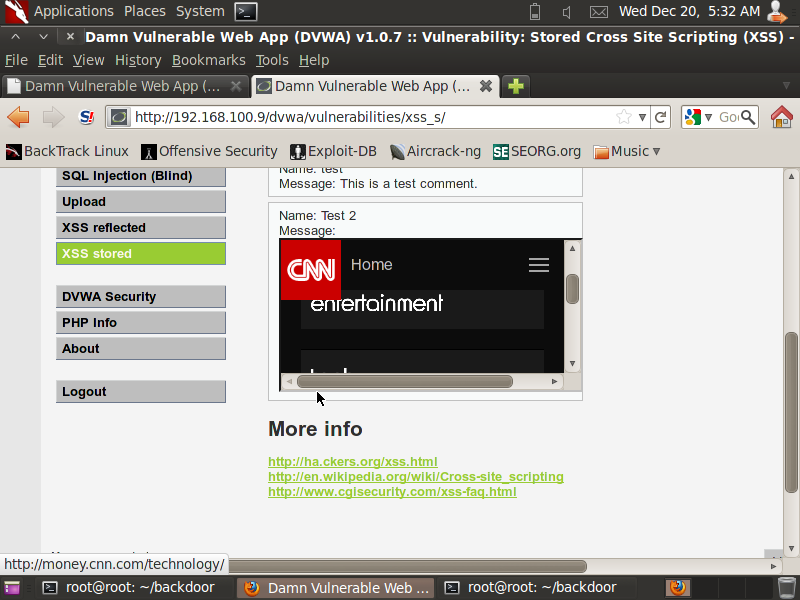 Applications Places System Wed Dec 20, 5:32 AM
Damn Vulnerable Web App (DVWA) v1.0.7 :: Vulnerability: Stored Cross Site Scripting (XSS) -
File Edit View History Bookmarks Tools Help
Damn Vulnerable Web App (... Damn Vulnerable Web App (...
http://192.168.100.9/dvwa/vulnerabilities/xss_s/ Go
BackTrack Linux Offensive Security Exploit-DB Aircrack-ng SEORG.org Music
SQL Injection (Blind)
Upload
XSS reflected
XSS stored
DVWA Security
PHP Info
About
Logout
Name: test
Message: This is a test comment.
Name: Test 2
Message:
CNN Home
entertainment
More info
http://ha.ckers.org/xss.html
http://en.wikipedia.org/wiki/Cross-site_scripting
http://www.cgisecurity.com/xss-faq.html
http://money.cnn.com/technology/
root@root: ~/backdoor Damn Vulnerable Web ... root@root: ~/backdoor